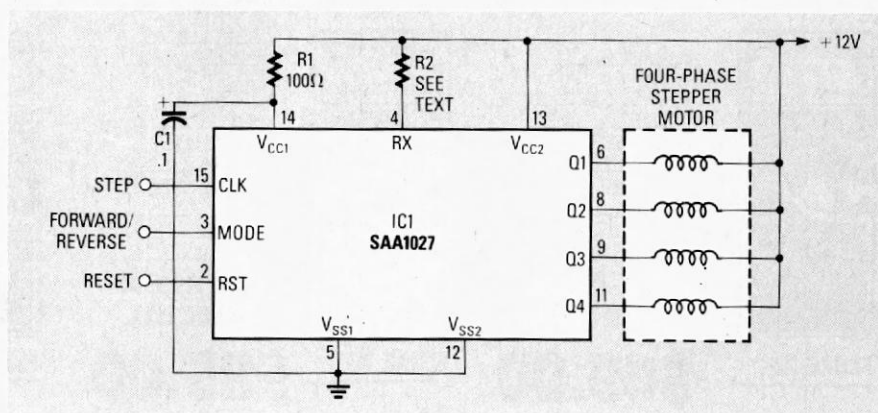 +12V
R1
100Ω
R2
SEE
TEXT
FOUR-PHASE
STEPPER
MOTOR
+
C1
.1
14
4
13
VCC1
RX
VCC2
STEP
15
CLK
FORWARD/
REVERSE
3
MODE
RESET
2
RST
IC1
SAA1027
Q1
6
Q2
8
Q3
9
Q4
11
VSS1
VSS2
5
12